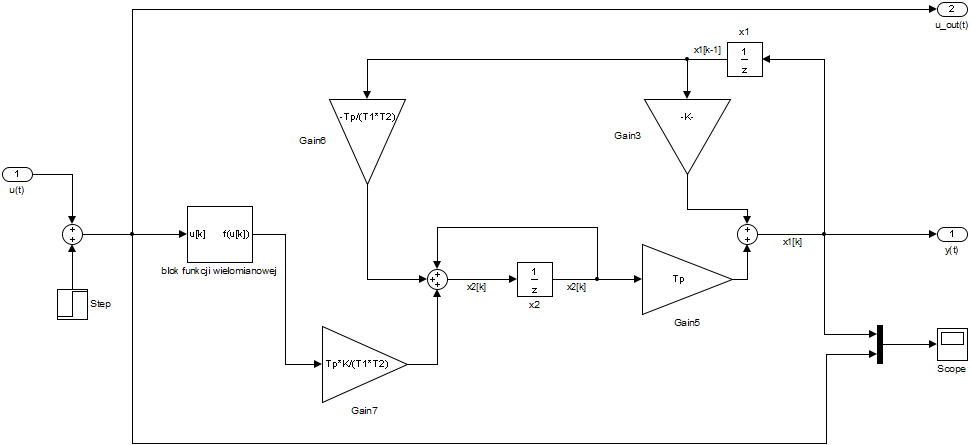 2
u_out(t)
x1
x1[k-1]
1
z
-Tp/(T1*T2)
Gain6
-K-
Gain3
1
u(t)
+
+
u[k]
f(u[k])
blok funkcji wielomianowej
Step
+
+
+
x2[k]
1
z
x2
x2[k]
Tp
Gain5
+
+
x1[k]
1
y(t)
Tp*K/(T1*T2)
Gain7
Scope